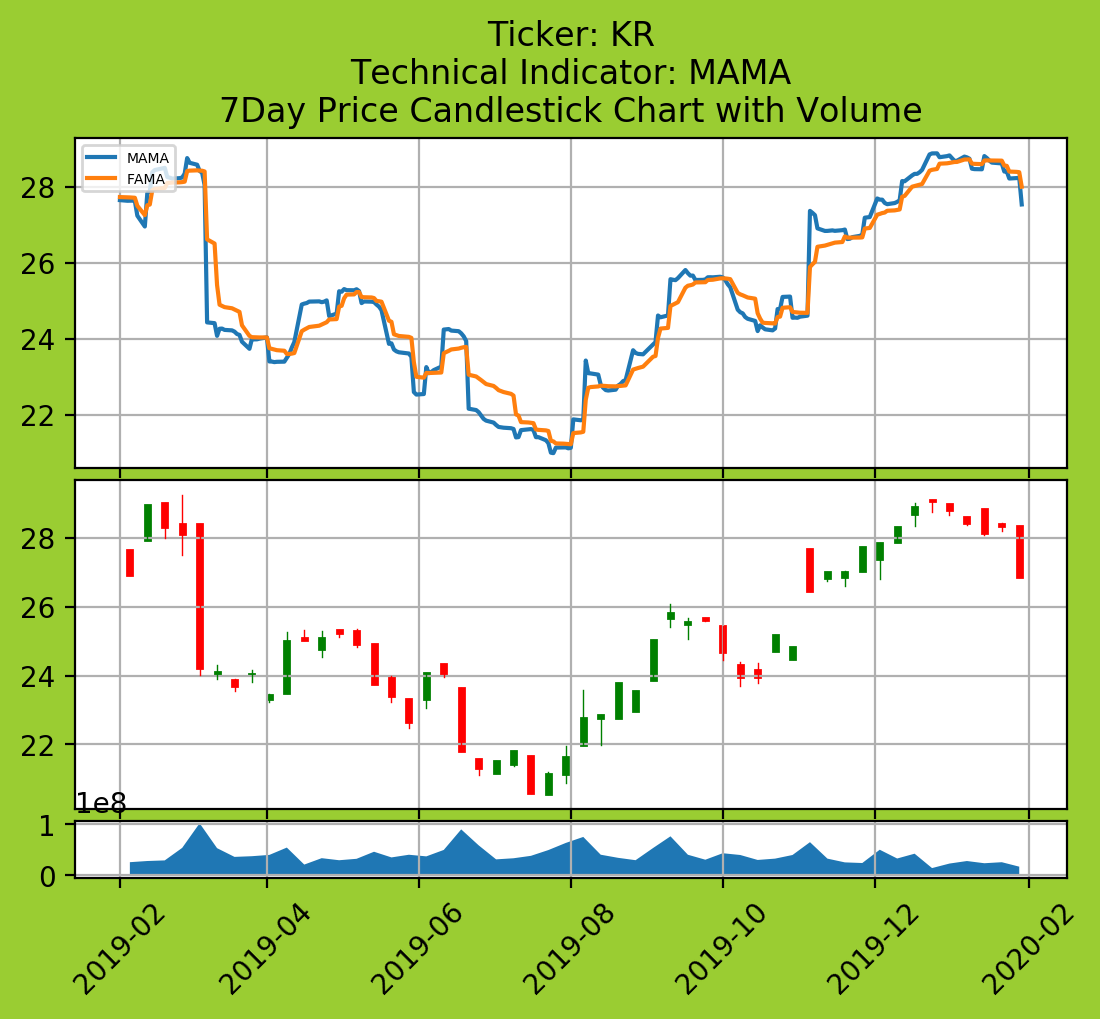 Ticker: KR
Technical Indicator: MAMA
7Day Price Candlestick Chart with Volume
MAMA
FAMA
28
26
24
22
28
26
24
22
1e8
1
0
2019-02
2019-04
2019-06
2019-08
2019-10
2019-12
2020-02